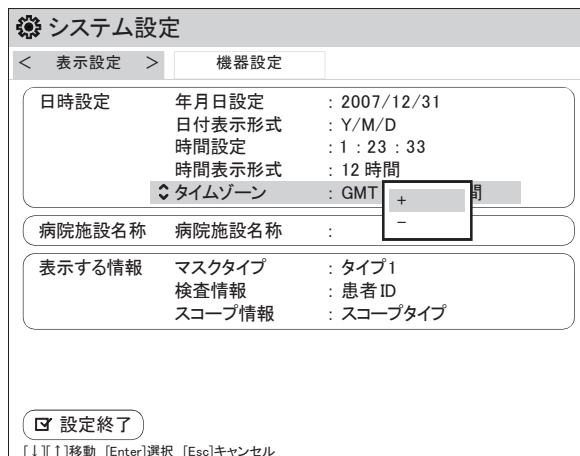 システム設定
< 表示設定 > 機器設定
日時設定 年月日設定 : 2007/12/31
日付表示形式 : Y/M/D
時間設定 : 1 : 23 : 33
時間表示形式 : 12 時間
タイムゾーン : GMT 間
+
−
病院施設名称 病院施設名称 :
表示する情報 マスクタイプ : タイプ1
検査情報 : 患者ID
スコープ情報 : スコープタイプ
設定終了
[↓][↑]移動 [Enter]選択 [Esc]キャンセル